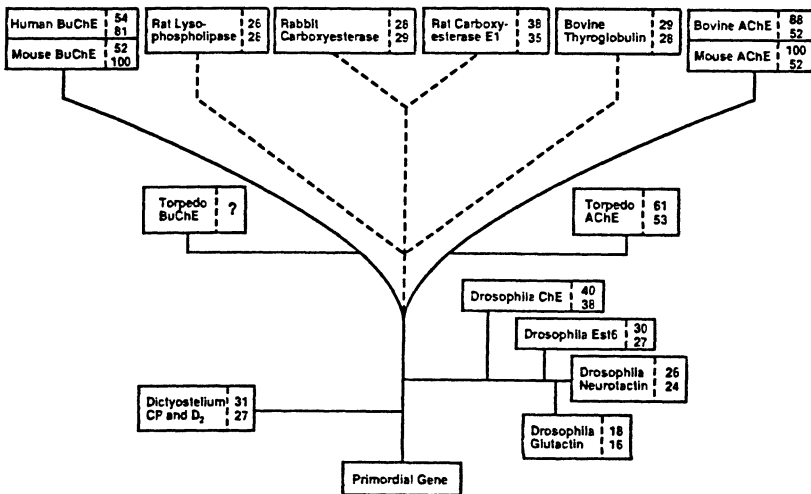 Human BuChE 54 81
Mouse BuChE 52 100
Rat Lyso-
phospholipase 26 28
Rabbit
Carboxyesterase 28 29
Rat Carboxy-
esterase E1 38 35
Bovine
Thyroglobulin 29 28
Bovine AChE 88 52
Mouse AChE 100 52
Torpedo
BuChE ?
Torpedo
AChE 61 53
Drosophila ChE 40 38
Drosophila Est6 30 27
Drosophila
Neurotactin 26 24
Dictyostelium
CP and D₂ 31 27
Drosophila
Glutactin 18 16
Primordial Gene